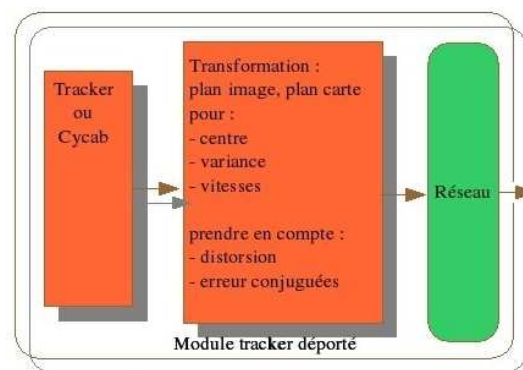 Tracker
ou
Cycab
Transformation :
plan image, plan carte
pour :
- centre
- variance
- vitesses
prendre en compte :
- distorsion
- erreur conjuguées
Réseau
Module tracker déporté